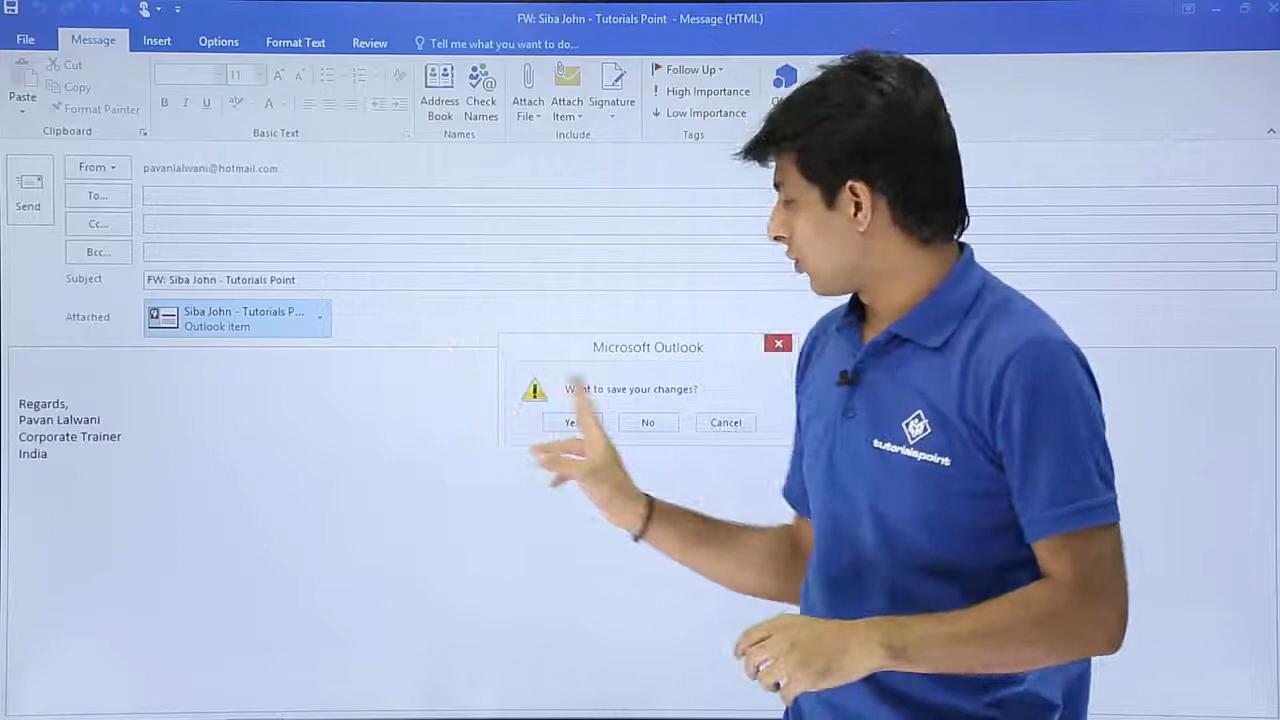 FW: Siba John - Tutorials Point - Message (HTML)
File Message Insert Options Format Text Review Tell me what you want to do...
Cut
Copy
Format Painter
Paste
Clipboard
11
B I U
A
Basic Text
Address Book
Check Names
Names
Attach File
Attach Item
Signature
Include
Follow Up
High Importance
Low Importance
Tags
Send
From pavanlalwani@hotmail.com
To...
Cc...
Bcc...
Subject FW: Siba John - Tutorials Point
Attached Siba John - Tutorials P...
Outlook item
Microsoft Outlook
to save your changes?
No Cancel
Regards,
Pavan Lalwani
Corporate Trainer
India
tutorialspoint